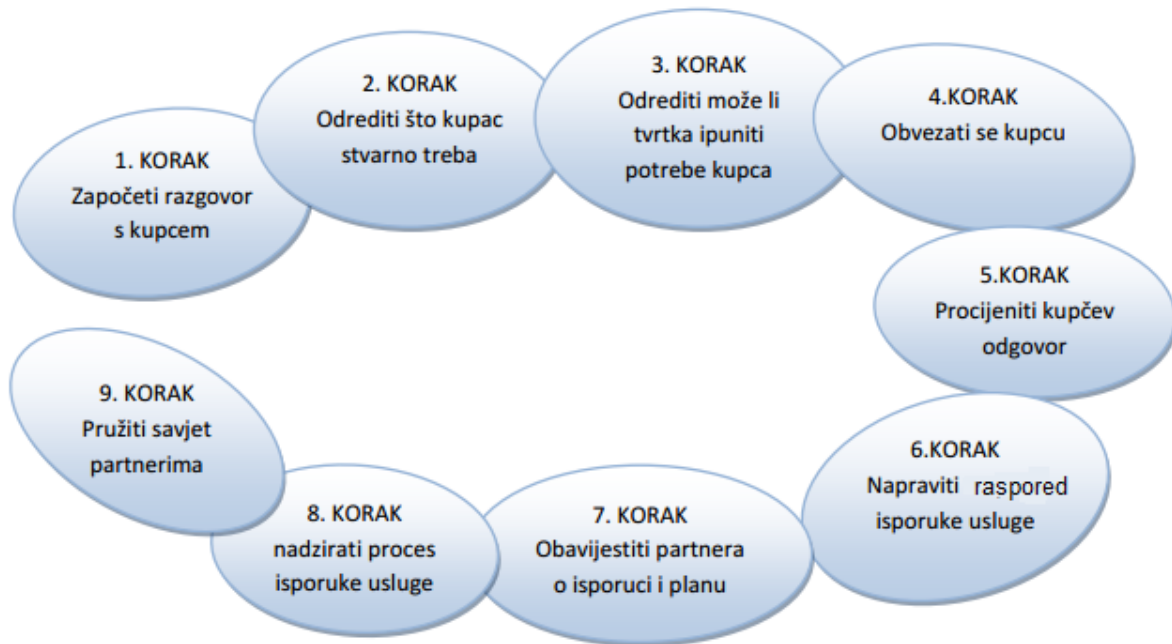 1. KORAK
Započeti razgovor
s kupcem
2. KORAK
Odrediti što kupac
stvarno treba
3. KORAK
Odrediti može li
tvrtka ipuniti
potrebe kupca
4.KORAK
Obvezati se kupcu
5.KORAK
Procijeniti kupčev
odgovor
6.KORAK
Napraviti raspored
isporuke usluge
7. KORAK
Obavijestiti partnera
o isporuci i planu
8. KORAK
nadzirati proces
isporuke usluge
9. KORAK
Pružiti savjet
partnerima